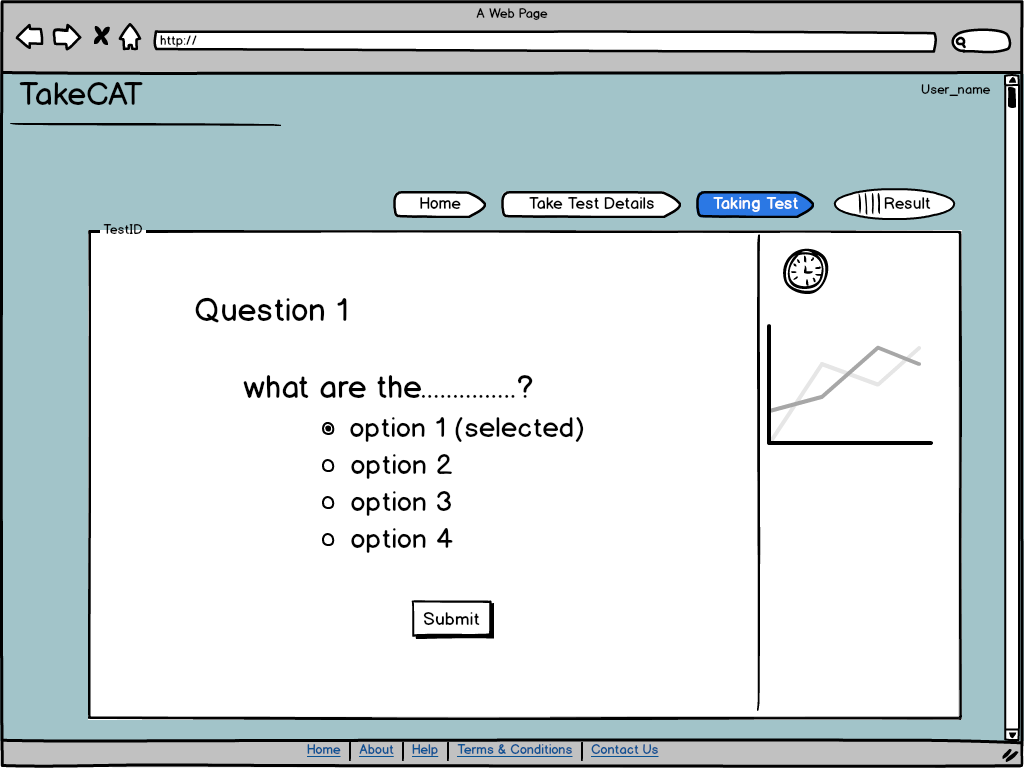 A Web Page
http://
TakeCAT
User_name
Home
Take Test Details
Taking Test
Result
TestID
Question 1
what are the...............?
option 1 (selected)
option 2
option 3
option 4
Submit
Home
About
Help
Terms & Conditions
Contact Us